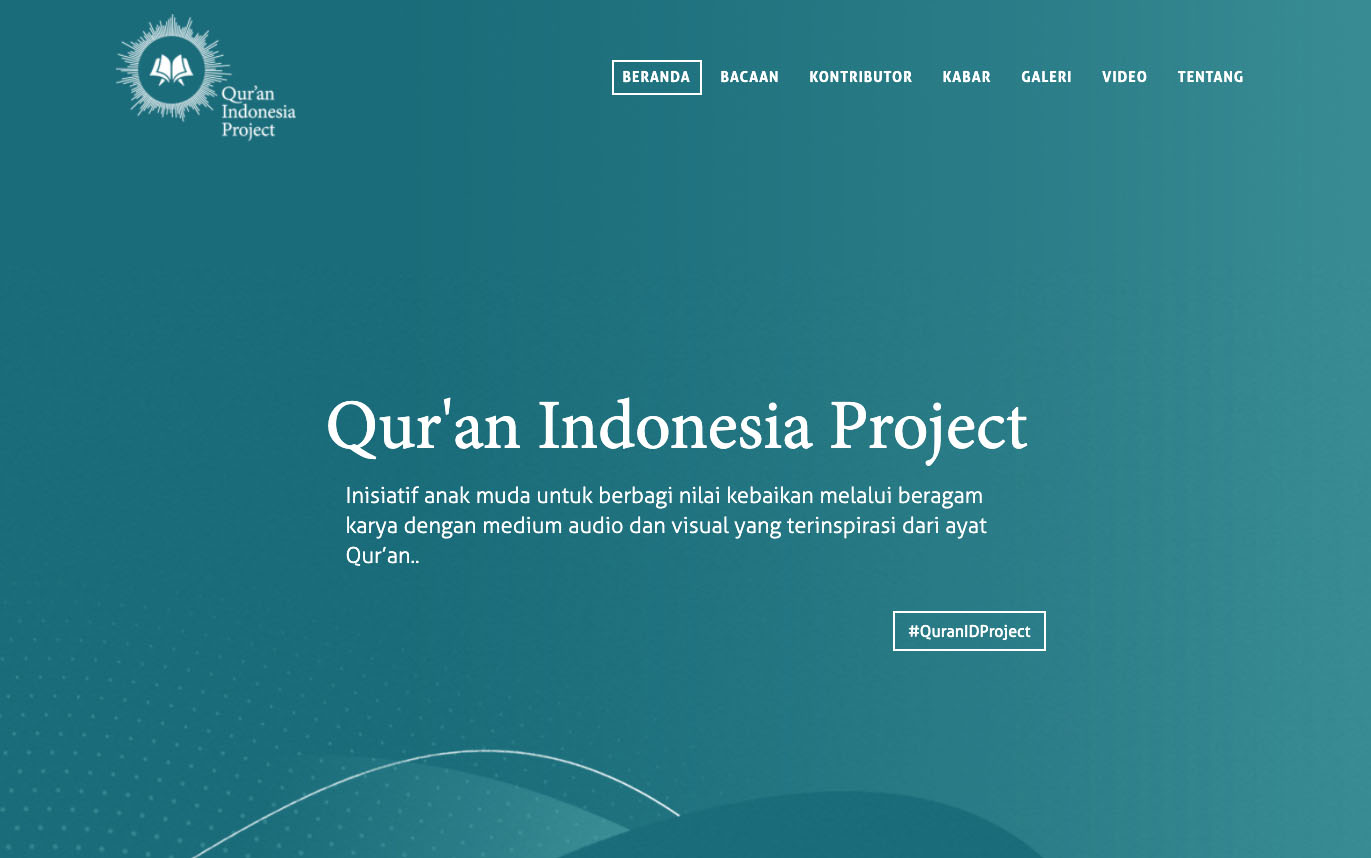 Qur’an
Indonesia
Project
BERANDA BACAAN KONTRIBUTOR KABAR GALERI VIDEO TENTANG
Qur'an Indonesia Project
Inisiatif anak muda untuk berbagi nilai kebaikan melalui beragam
karya dengan medium audio dan visual yang terinspirasi dari ayat
Qur’an..
#QuranIDProject